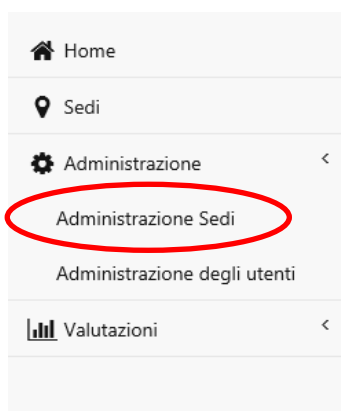 Home
Sedi
Administrazione
Administrazione Sedi
Administrazione degli utenti
Valutazioni